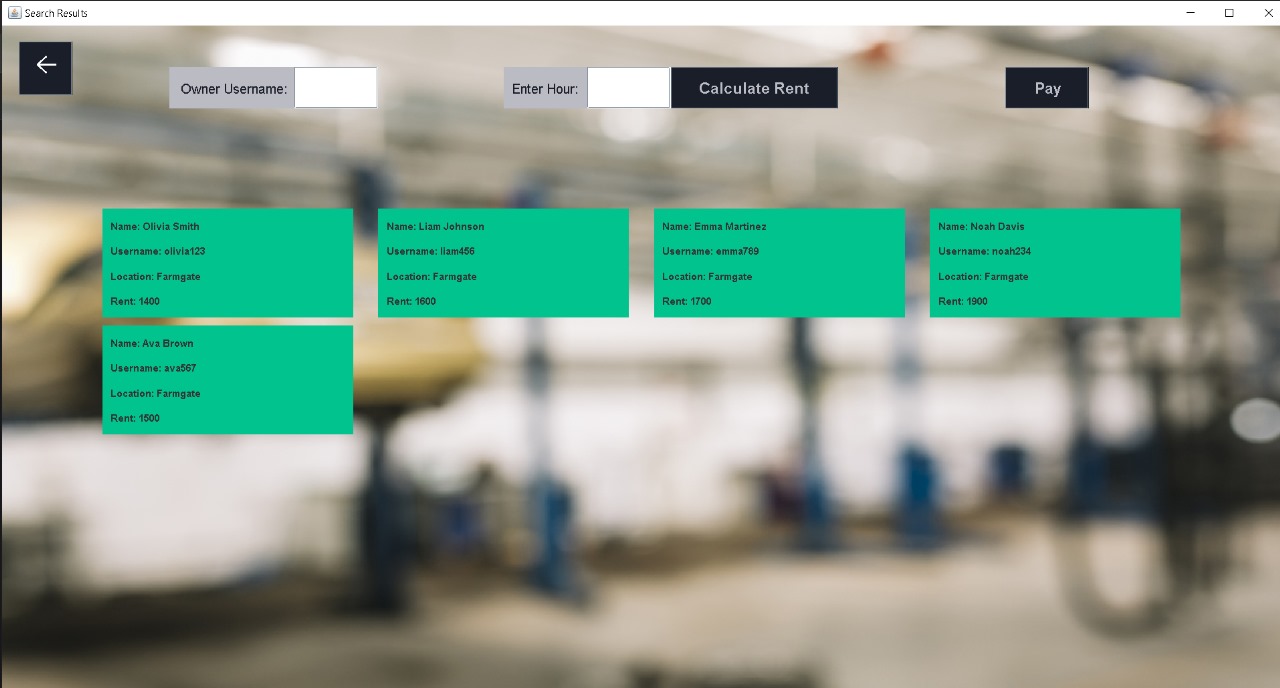 Search Results
Owner Username:
Enter Hour:
Calculate Rent
Pay
Name: Olivia Smith
Username: olivia123
Location: Farmgate
Rent: 1400
Name: Liam Johnson
Username: liam456
Location: Farmgate
Rent: 1600
Name: Emma Martinez
Username: emma789
Location: Farmgate
Rent: 1700
Name: Noah Davis
Username: noah234
Location: Farmgate
Rent: 1900
Name: Ava Brown
Username: ava567
Location: Farmgate
Rent: 1500